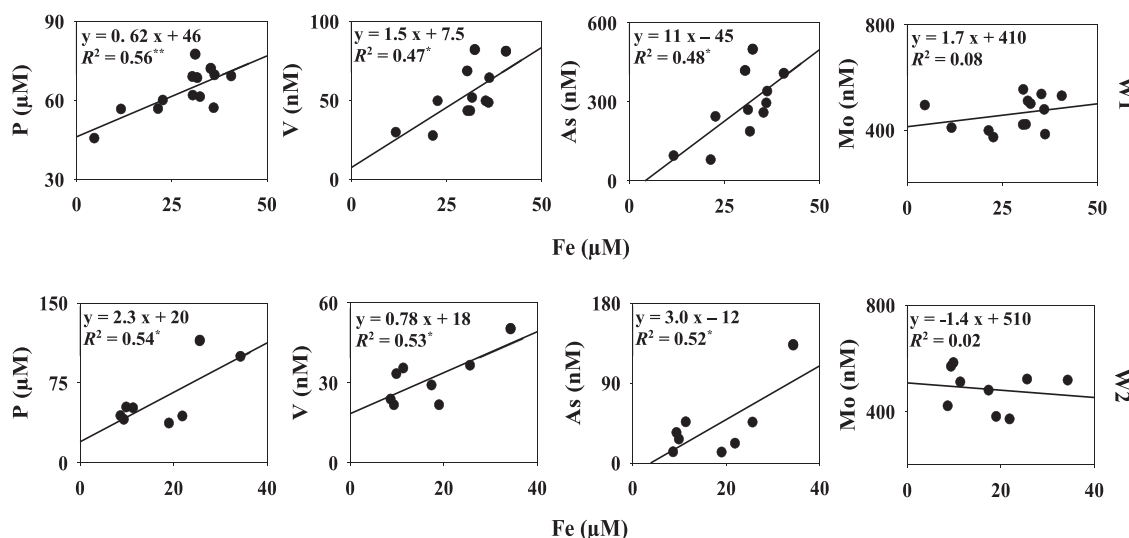 90
60
30
0
25
50
P (µM)
y = 0. 62 x + 46
R² = 0.56**
100
50
0
0
25
50
V (nM)
y = 1.5 x + 7.5
R² = 0.47*
600
300
0
0
25
50
As (nM)
y = 11 x – 45
R² = 0.48*
800
400
0
25
50
Mo (nM)
y = 1.7 x + 410
R² = 0.08
W1
Fe (µM)
150
75
0
0
20
40
P (µM)
y = 2.3 x + 20
R² = 0.54*
60
30
0
0
20
40
V (nM)
y = 0.78 x + 18
R² = 0.53*
180
90
0
0
20
40
As (nM)
y = 3.0 x – 12
R² = 0.52*
800
400
0
20
40
Mo (nM)
y = -1.4 x + 510
R² = 0.02
W2
Fe (µM)